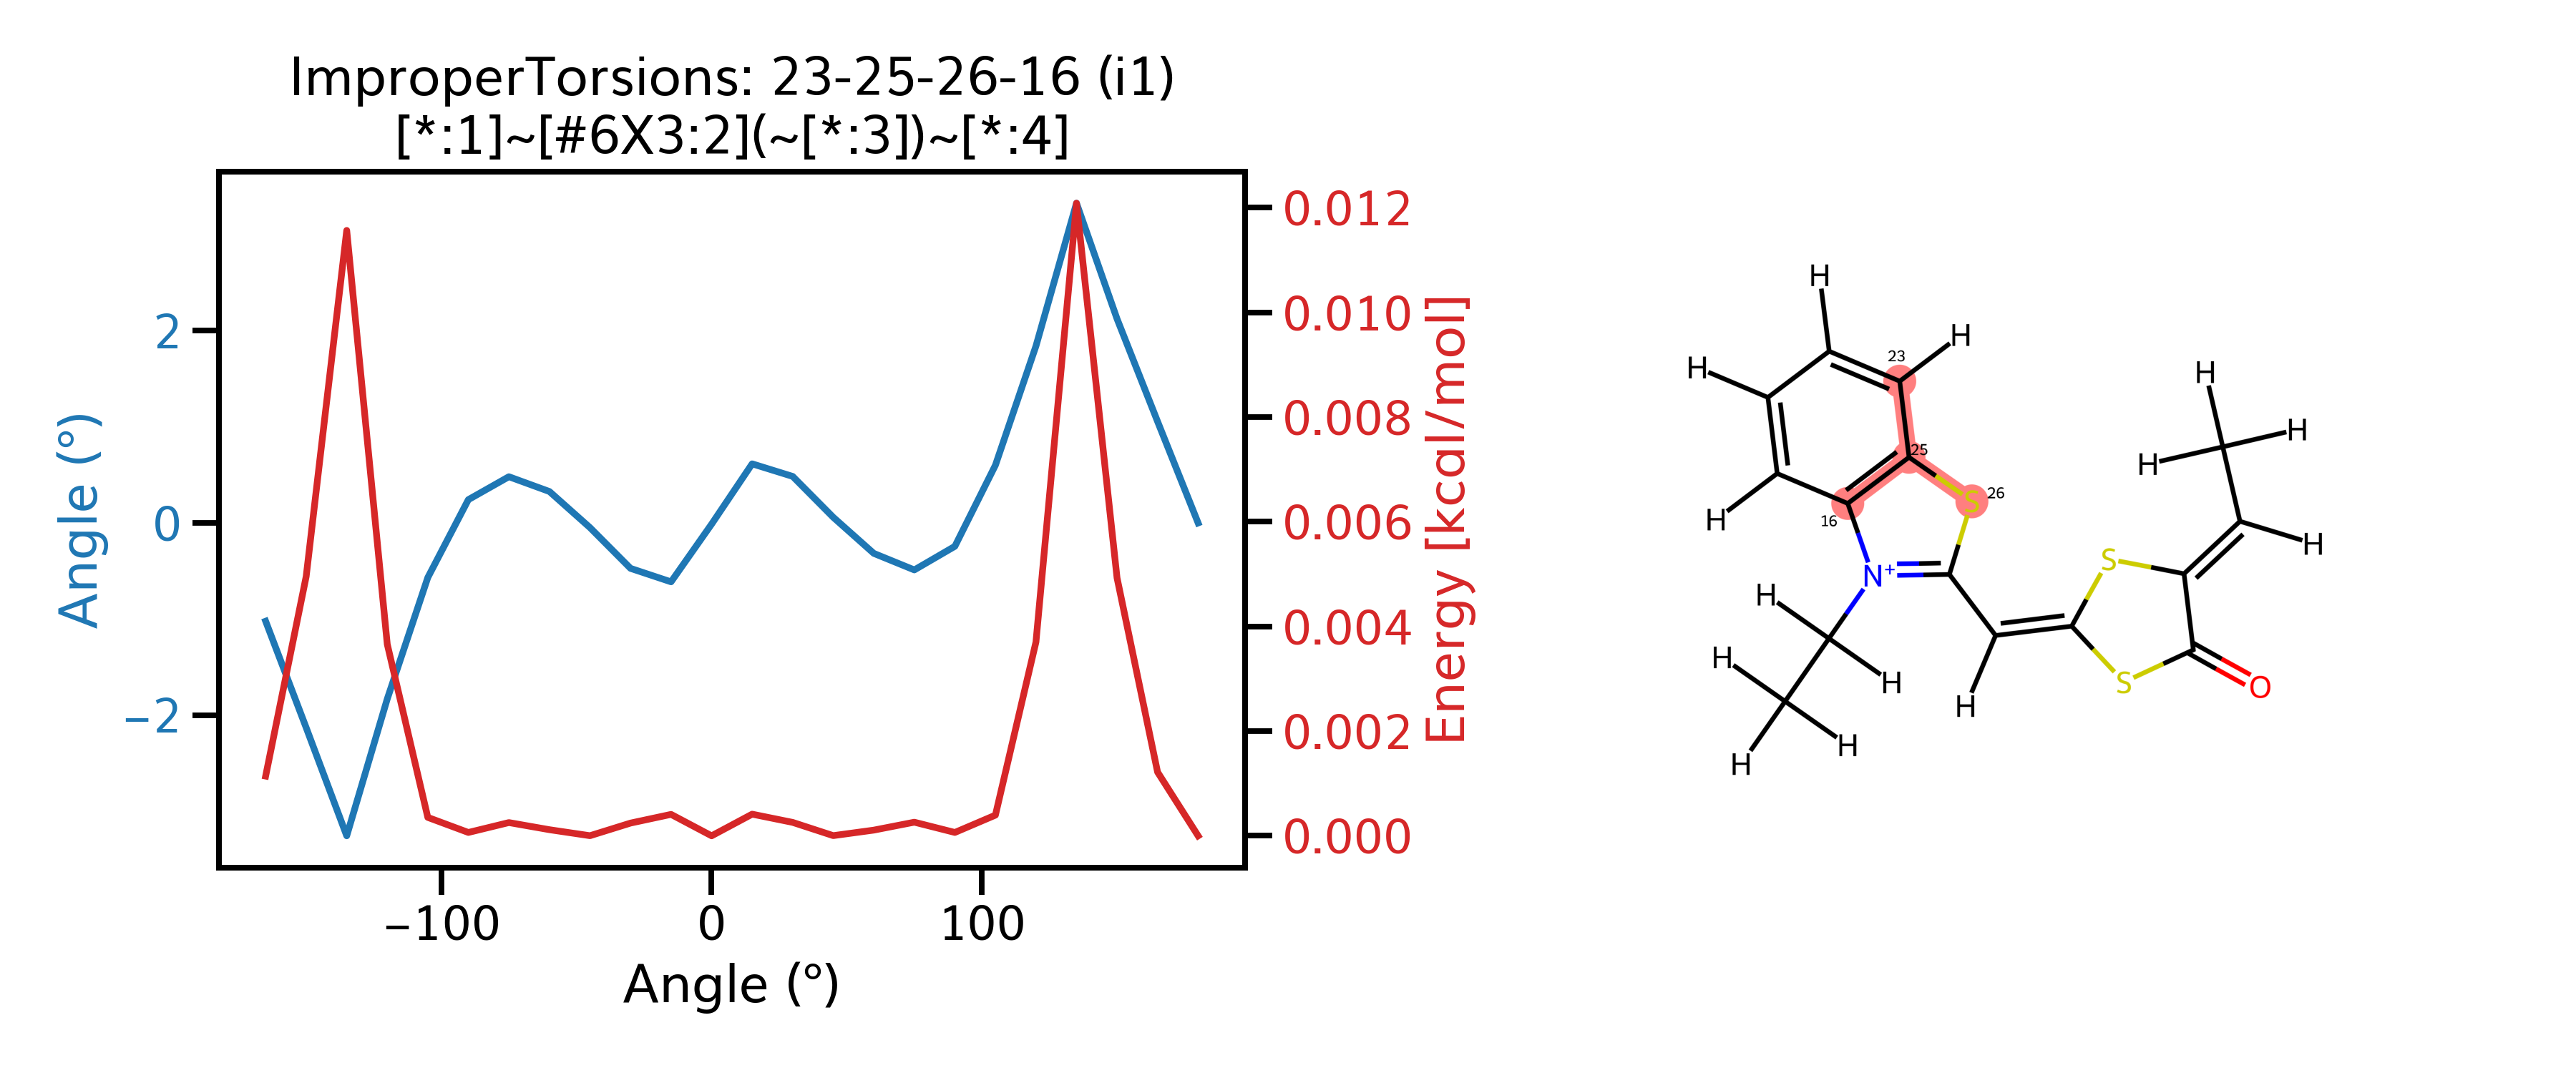 ImproperTorsions: 23-25-26-16 (i1)
[*:1]~[#6X3:2](~[*:3])~[*:4]
Angle (°)
2
0
−2
0.012
0.010
0.008
0.006
0.004
0.002
0.000
Energy [kcal/mol]
−100
0
100
Angle (°)
H
H
H
23
H
H
H
25
S
26
16
H
H
S
H
N+
H
H
S
O
H
H
H
H